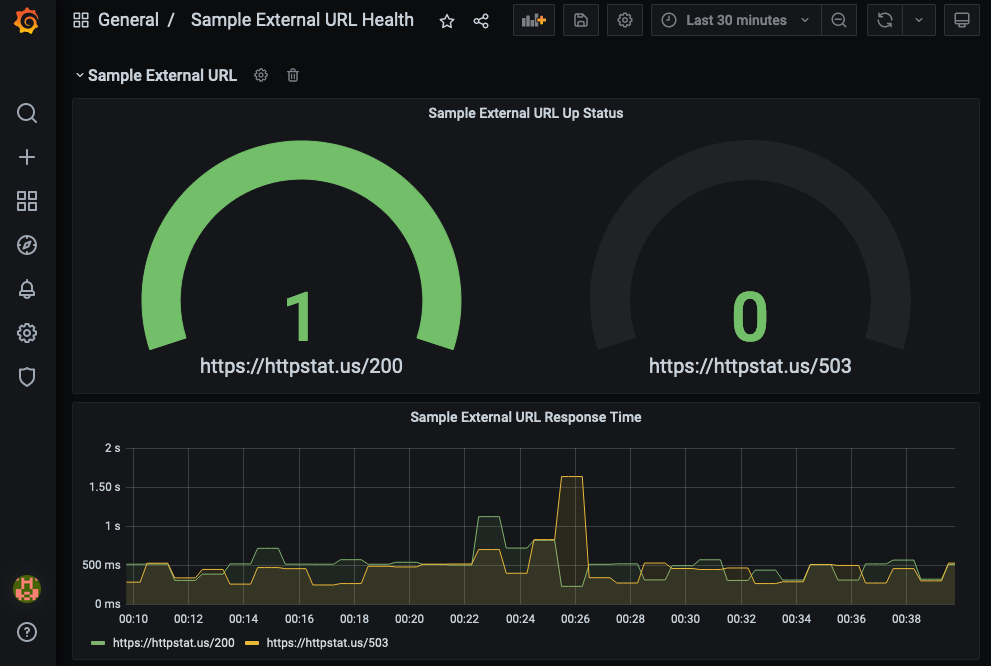 General / Sample External URL Health
Last 30 minutes
Sample External URL
Sample External URL Up Status
1
0
https://httpstat.us/200
https://httpstat.us/503
Sample External URL Response Time
2 s
1.50 s
1 s
500 ms
0 ms
00:10 00:12 00:14 00:16 00:18 00:20 00:22 00:24 00:26 00:28 00:30 00:32 00:34 00:36 00:38
https://httpstat.us/200 https://httpstat.us/503